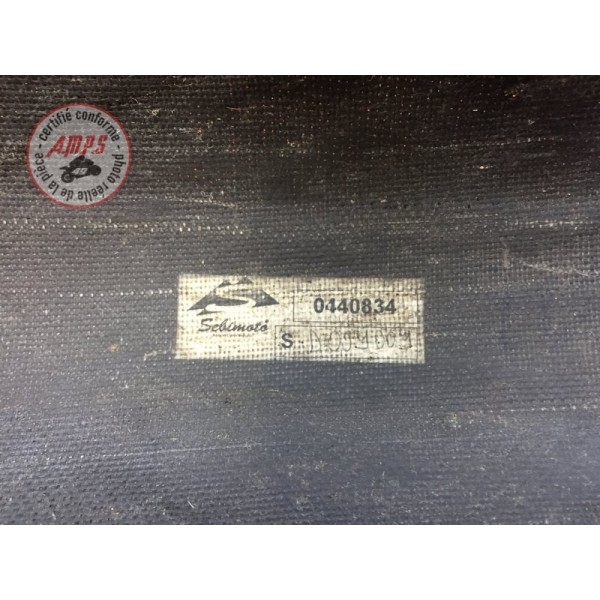 certifié conforme - photo réelle de la pièce -
AMPS
Sebimoto
0440834
S-